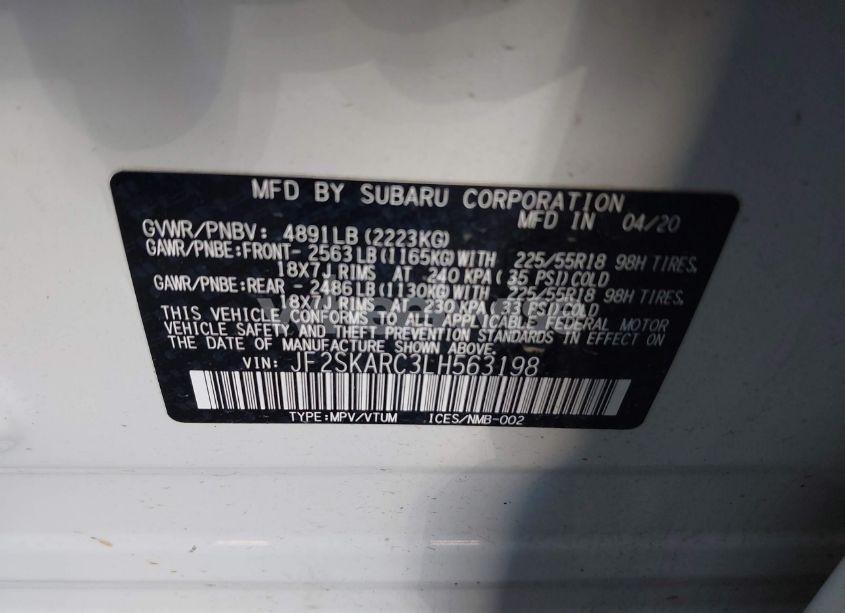 MFD BY SUBARU CORPORATION
MFD IN 04/20
GVWR/PNBV: 4891LB (2223KG)
GAWR/PNBE:FRONT- 2563LB (1165KG) WITH 225/55R18 98H TIRES,
18X7J RIMS AT 240 KPA ( 35 PSI) COLD
GAWR/PNBE:REAR - 2486LB (1130KG) WITH 225/55R18 98H TIRES,
18X7J RIMS AT 230 KPA ( 33 PSI) COLD
THIS VEHICLE CONFORMS TO ALL APPLICABLE FEDERAL MOTOR
VEHICLE SAFETY AND THEFT PREVENTION STANDARDS IN EFFECT ON
THE DATE OF MANUFACTURE SHOWN ABOVE.
VIN: JF2SKARC3LH563198
TYPE:MPV/VTUM ICES/NMB-002